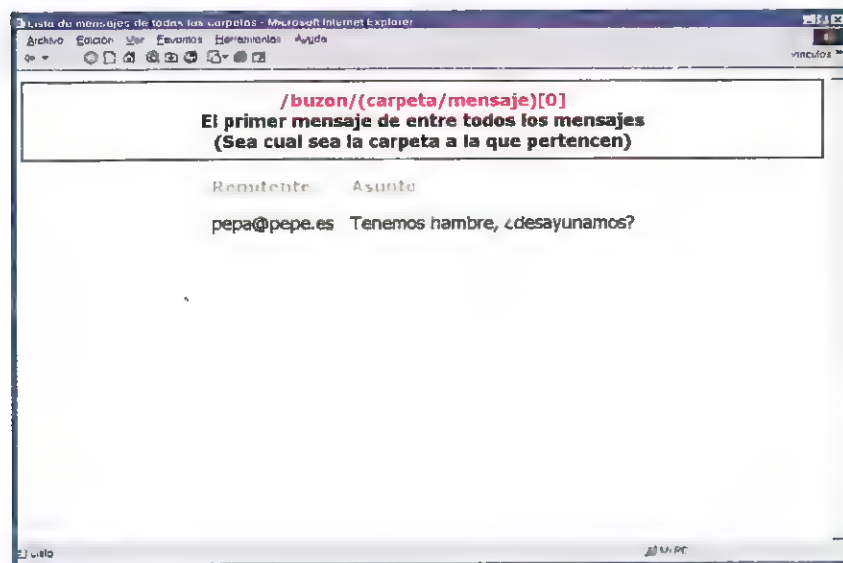 Lista de mensajes de todas las carpetas - Microsoft Internet Explorer
Archivo Edición Ver Favoritos Herramientas Ayuda
Vínculos »
/buzon/(carpeta/mensaje)[0]
El primer mensaje de entre todos los mensajes
(Sea cual sea la carpeta a la que pertencen)
Remitente Asunto
pepa@pepe.es Tenemos hambre, ¿desayunamos?
Listo Mi PC